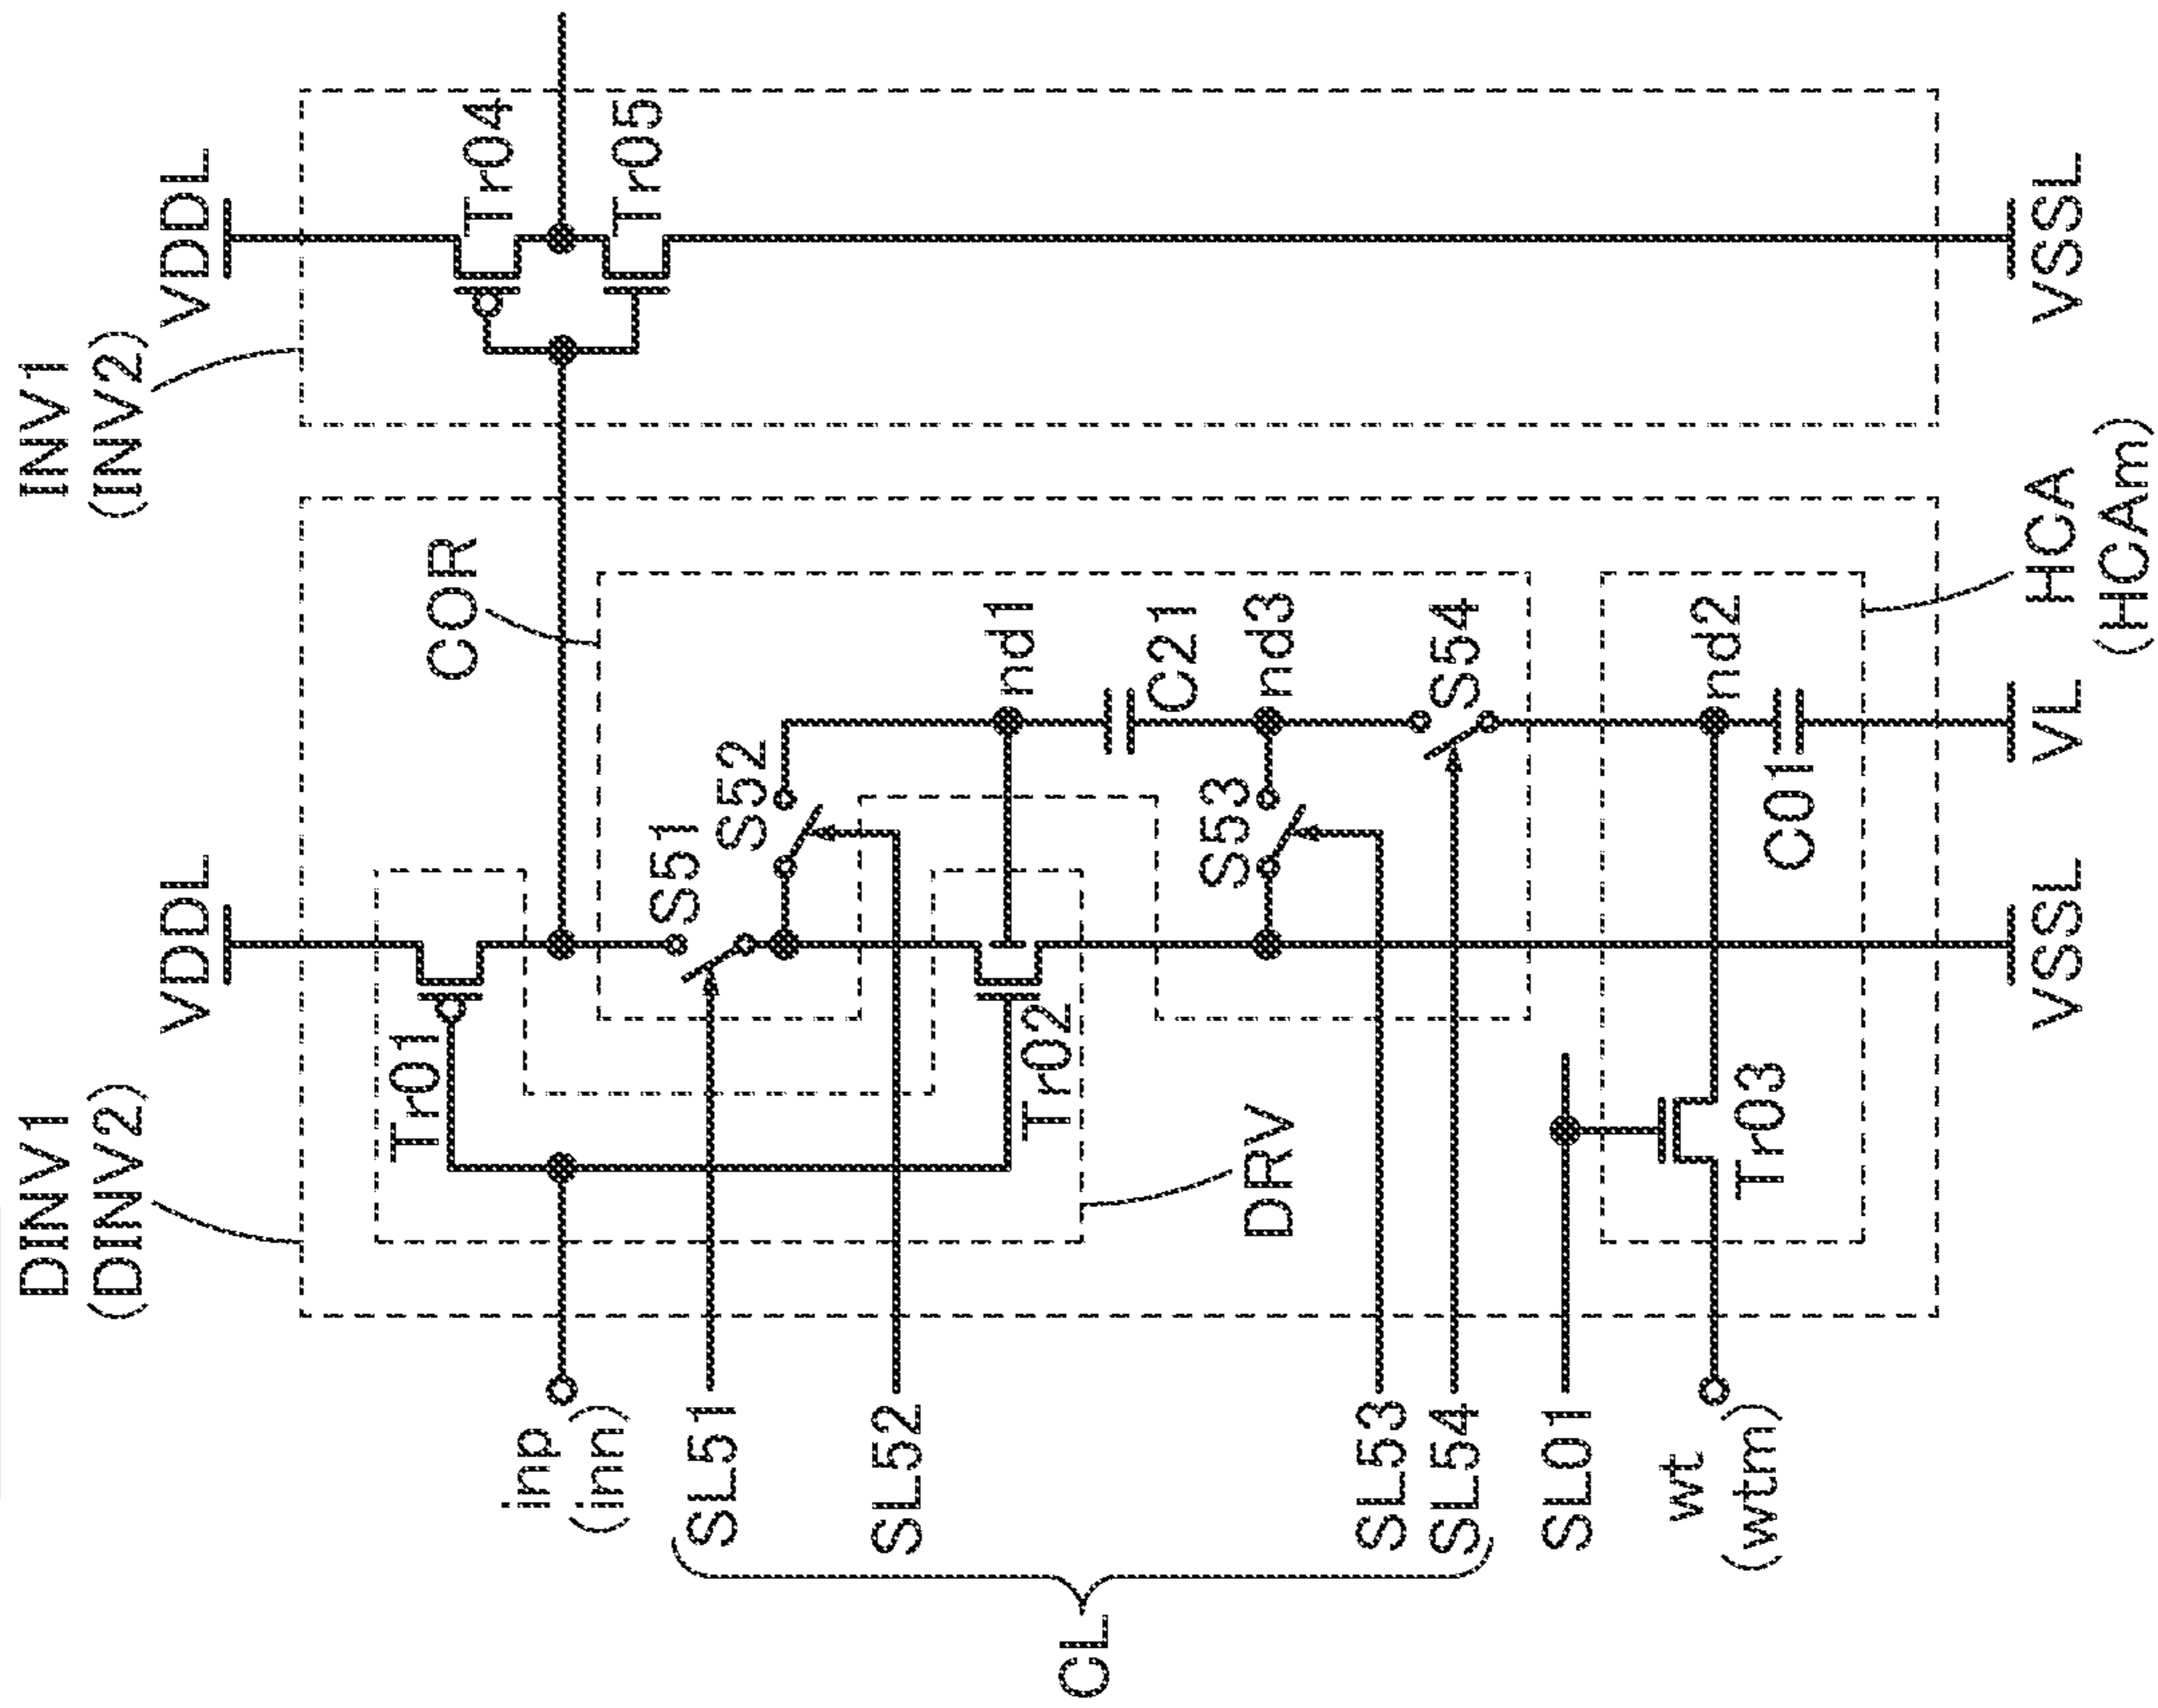 DINV1
(DINV2)
INV1
(INV2)
VDDL
VDDL
Tr01
COR
Tr04
Tr05
inp
(inn)
S51
S52
SL51
SL52
Tr02
nd1
C21
DRV
S53
nd3
SL53
SL54
S54
CL
SL01
nd2
wt
(wtm)
Tr03
C01
VSSL
VL
HCA
(HCAm)
VSSL